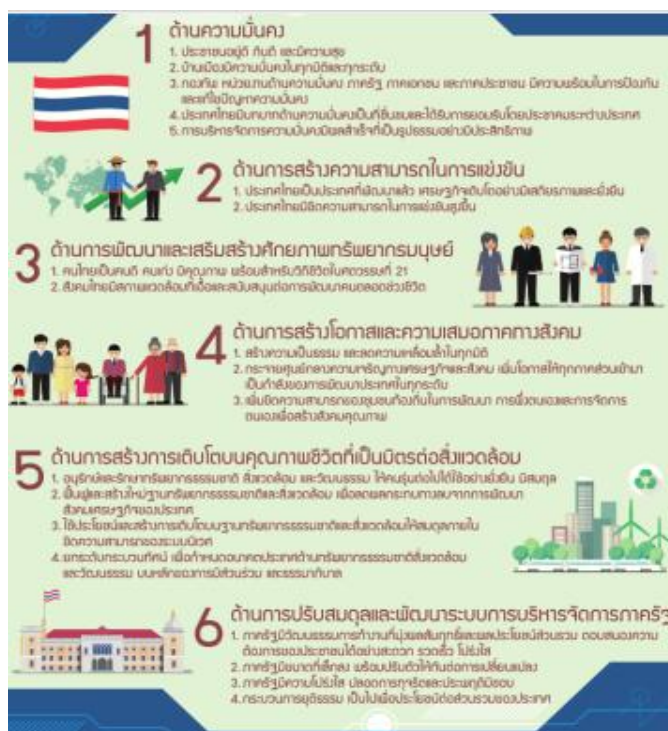 1 ด้านความมั่นคง
1. ประชาชนอยู่ดี กินดี และมีความสุข
2. บ้านเมืองมีความมั่นคงในทุกมิติและทุกระดับ
3. กองทัพ หน่วยงานด้านความมั่นคง ภาครัฐ ภาคเอกชน และภาคประชาชน มีความพร้อมในการป้องกัน
และแก้ไขปัญหาความมั่นคง
4. ประเทศไทยมีบทบาทด้านความมั่นคงเป็นที่ชื่นชมและได้รับการยอมรับโดยประชาคมระหว่างประเทศ
5. การบริหารจัดการความมั่นคงมีผลสำเร็จที่เป็นรูปธรรมอย่างมีประสิทธิภาพ
2 ด้านการสร้างความสามารถในการแข่งขัน
1. ประเทศไทยเป็นประเทศที่พัฒนาแล้ว เศรษฐกิจเติบโตอย่างมีเสถียรภาพและยั่งยืน
2. ประเทศไทยมีขีดความสามารถในการแข่งขันสูงขึ้น
3 ด้านการพัฒนาและเสริมสร้างศักยภาพทรัพยากรมนุษย์
1. คนไทยเป็นคนดี คนเก่ง มีคุณภาพ พร้อมสำหรับวิถีชีวิตในศตวรรษที่ 21
2. สังคมไทยมีสภาพแวดล้อมที่เอื้อและสนับสนุนต่อการพัฒนาคนตลอดช่วงชีวิต
4 ด้านการสร้างโอกาสและความเสมอภาคทางสังคม
1. สร้างความเป็นธรรม และลดความเหลื่อมล้ำในทุกมิติ
2. กระจายศูนย์กลางความเจริญทางเศรษฐกิจและสังคม เพิ่มโอกาสให้ทุกภาคส่วนเข้ามา
เป็นกำลังของการพัฒนาประเทศในทุกระดับ
3. เพิ่มขีดความสามารถของชุมชนท้องถิ่นในการพัฒนา การพึ่งตนเองและการจัดการ
ตนเองเพื่อสร้างสังคมคุณภาพ
5 ด้านการสร้างการเติบโตบนคุณภาพชีวิตที่เป็นมิตรต่อสิ่งแวดล้อม
1. อนุรักษ์และรักษาทรัพยากรธรรมชาติ สิ่งแวดล้อม และวัฒนธรรม ให้คนรุ่นต่อไปได้ใช้อย่างยั่งยืน มีสมดุล
2. ฟื้นฟูและสร้างใหม่ฐานทรัพยากรธรรมชาติและสิ่งแวดล้อม เพื่อลดผลกระทบทางลบจากการพัฒนา
สังคมเศรษฐกิจของประเทศ
3. ใช้ประโยชน์และสร้างการเติบโตบนฐานทรัพยากรธรรมชาติและสิ่งแวดล้อมให้สมดุลภายใน
ขีดความสามารถของระบบนิเวศ
4. ยกระดับกระบวนทัศน์ เพื่อกำหนดอนาคตประเทศด้านทรัพยากรธรรมชาติสิ่งแวดล้อม
และวัฒนธรรม บนหลักของการมีส่วนร่วม และธรรมาภิบาล
6 ด้านการปรับสมดุลและพัฒนาระบบการบริหารจัดการภาครัฐ
1. ภาครัฐมีวัฒนธรรมการทำงานที่มุ่งผลสัมฤทธิ์และผลประโยชน์ส่วนรวม ตอบสนองความ
ต้องการของประชาชนได้อย่างสะดวก รวดเร็ว โปร่งใส
2. ภาครัฐมีขนาดที่เล็กลง พร้อมปรับตัวให้ทันต่อการเปลี่ยนแปลง
3. ภาครัฐมีความโปร่งใส ปลอดการทุจริตและประพฤติมิชอบ
4. กระบวนการยุติธรรม เป็นไปเพื่อประโยชน์ต่อส่วนรวมของประเทศ